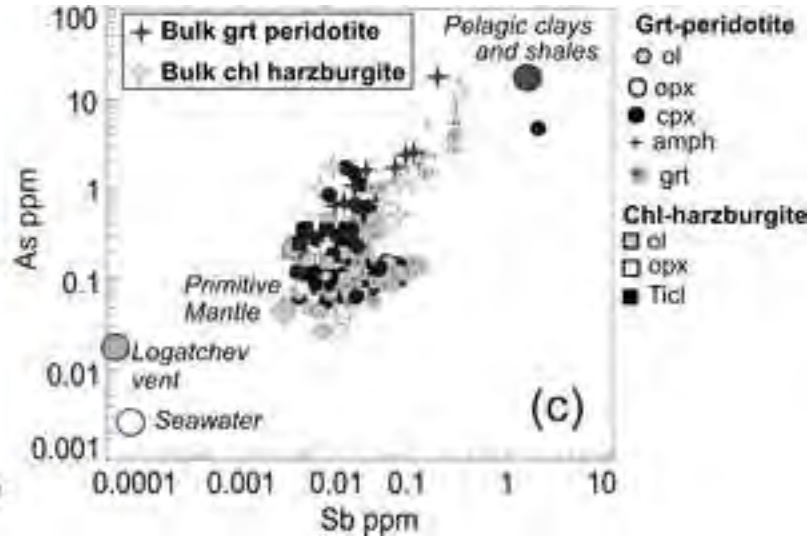 100
10
1
0.1
0.01
0.001
As ppm
Bulk grt peridotite
Bulk chl harzburgite
Pelagic clays
and shales
Primitive
Mantle
Logatchev
vent
Seawater
(c)
0.0001
0.001
0.01
0.1
1
10
Sb ppm
Grt-peridotite
ol
opx
cpx
amph
grt
Chl-harzburgite
ol
opx
Ticl